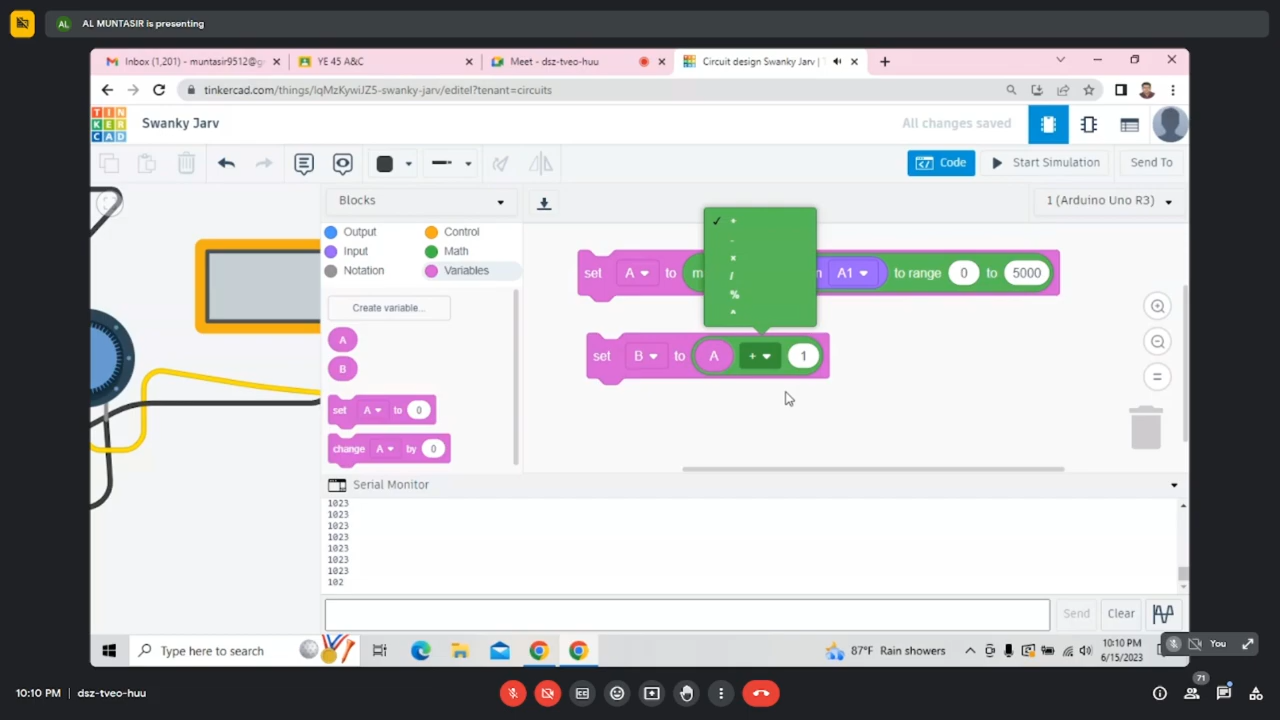 AL AL MUNTASIR is presenting
Inbox (1,201) - muntasir9512@g
YE 45 A&C
Meet - dsz-tveo-huu
Circuit design Swanky Jarv | T
tinkercad.com/things/lqMzKywiJZ5-swanky-jarv/editel?tenant=circuits
TIN
KER
CAD
Swanky Jarv
All changes saved
Code
Start Simulation
Send To
Blocks
1 (Arduino Uno R3)
Output
Control
Input
Math
Notation
Variables
Create variable...
A
B
set A to 0
change A by 0
✓ +
-
×
/
%
^
set A to m A1 to range 0 to 5000
set B to A + 1
Serial Monitor
1023
1023
1023
1023
1023
1023
1023
102
Send
Clear
Type here to search
87°F Rain showers
10:10 PM
6/15/2023
You
10:10 PM
dsz-tveo-huu
71